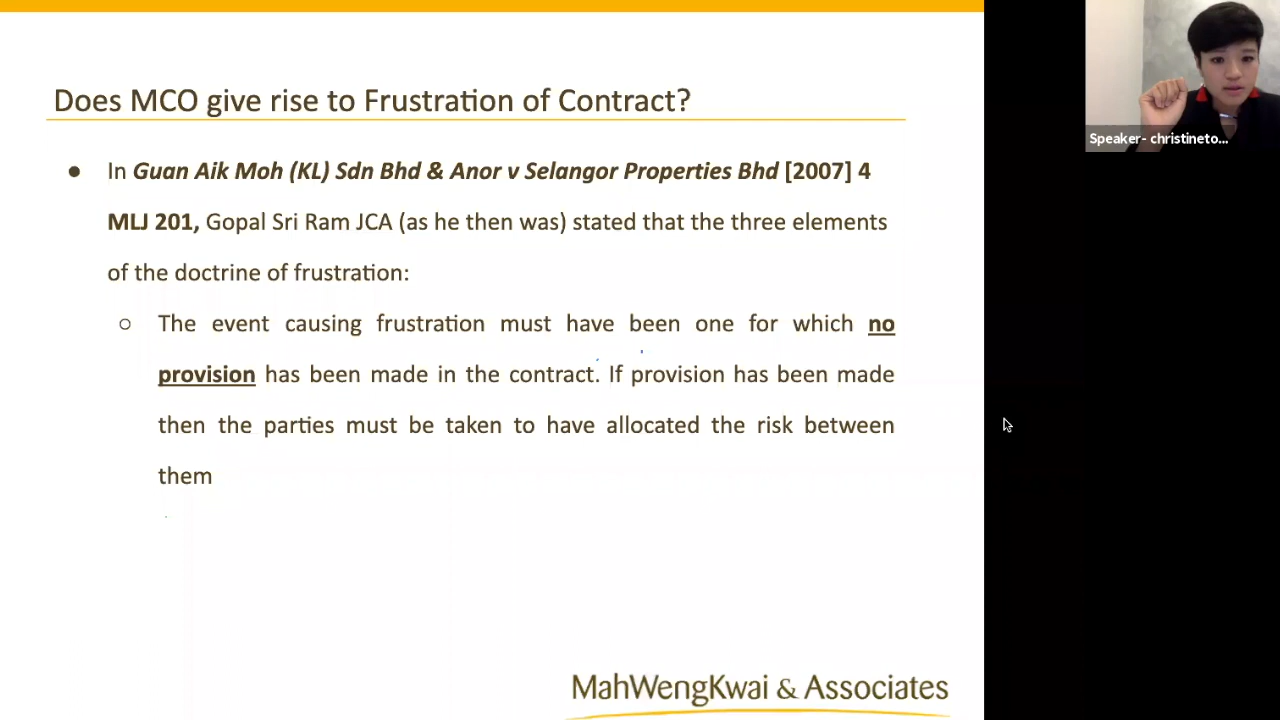 Does MCO give rise to Frustration of Contract?
● In Guan Aik Moh (KL) Sdn Bhd & Anor v Selangor Properties Bhd [2007] 4
MLJ 201, Gopal Sri Ram JCA (as he then was) stated that the three elements
of the doctrine of frustration:
○ The event causing frustration must have been one for which no
provision has been made in the contract. If provision has been made
then the parties must be taken to have allocated the risk between
them
MahWengKwai & Associates
Speaker- christineto...